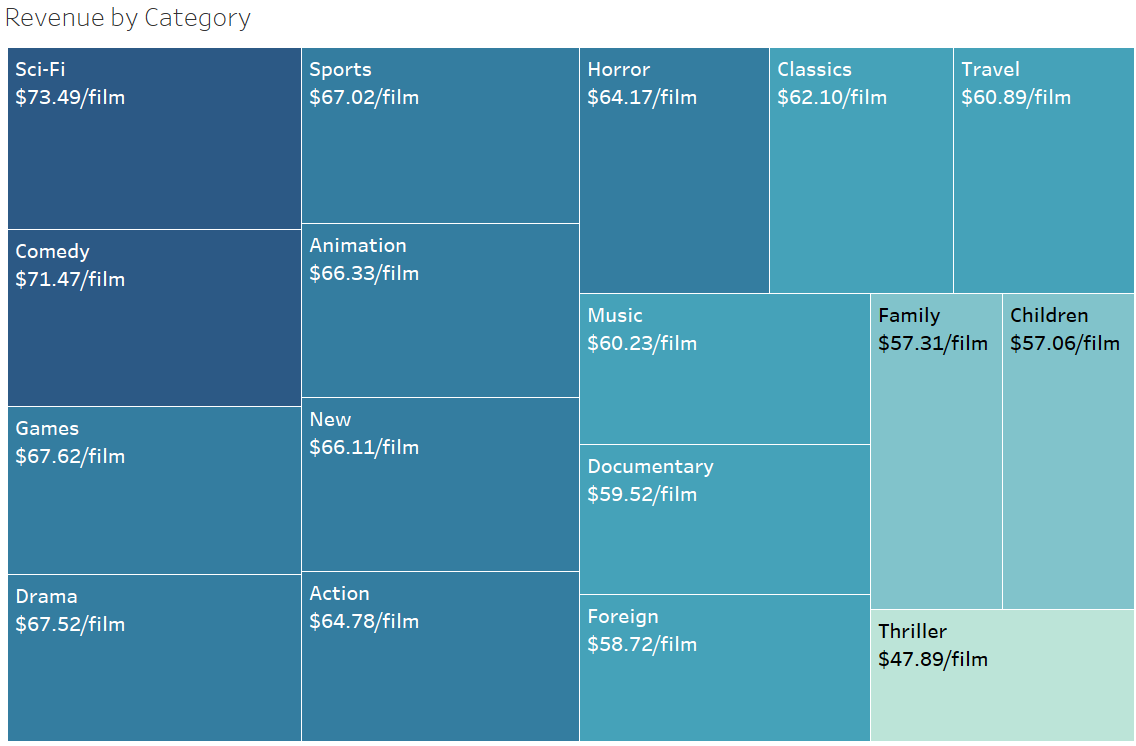 Revenue by Category
Sci-Fi
$73.49/film
Comedy
$71.47/film
Games
$67.62/film
Drama
$67.52/film
Sports
$67.02/film
Animation
$66.33/film
New
$66.11/film
Action
$64.78/film
Horror
$64.17/film
Classics
$62.10/film
Travel
$60.89/film
Music
$60.23/film
Documentary
$59.52/film
Foreign
$58.72/film
Family
$57.31/film
Children
$57.06/film
Thriller
$47.89/film